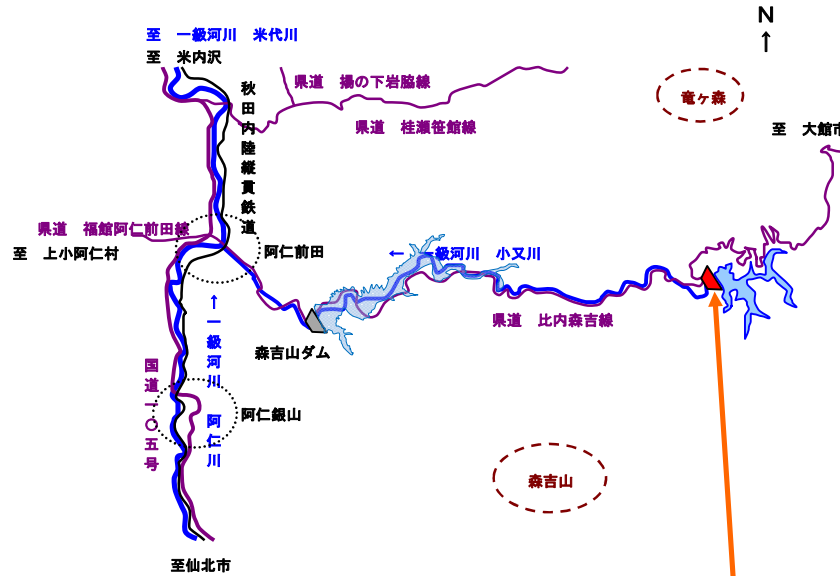 至 一級河川 米代川
至 米内沢
N
↑
秋田内陸縦貫鉄道
県道 揚の下岩脇線
県道 桂瀬笹館線
竜ヶ森
至 大館市
県道 福館阿仁前田線
至 上小阿仁村
阿仁前田
← 級河川 小又川
県道 比内森吉線
森吉山ダム
↑一級河川 阿仁川
国道一〇五号
阿仁銀山
森吉山
至仙北市